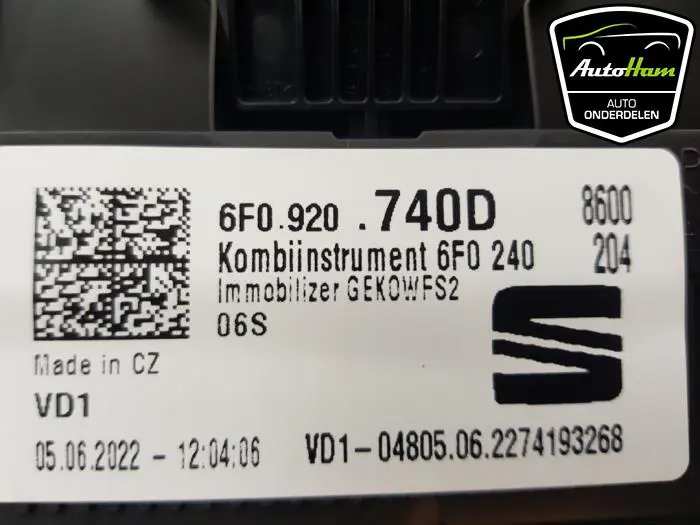 AutoHam
AUTO
ONDERDELEN
6F0.920 .740D 8600
Kombiinstrument 6F0 240 204
Immobilizer GEKOWFS2
06S
Made in CZ
VD1
05.06.2022 - 12:04:06 VD1-04805.06.2274193268